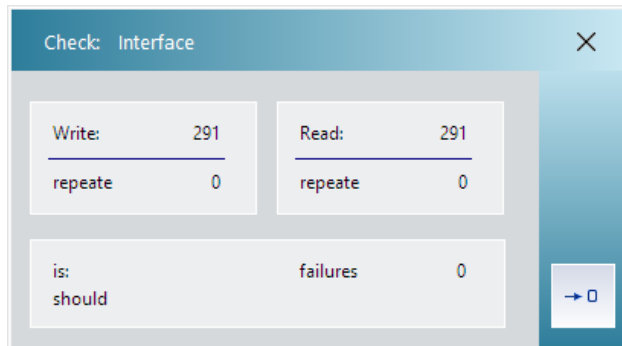 Check: Interface
Write: 291
repeate 0
Read: 291
repeate 0
is:
should
failures 0
→0